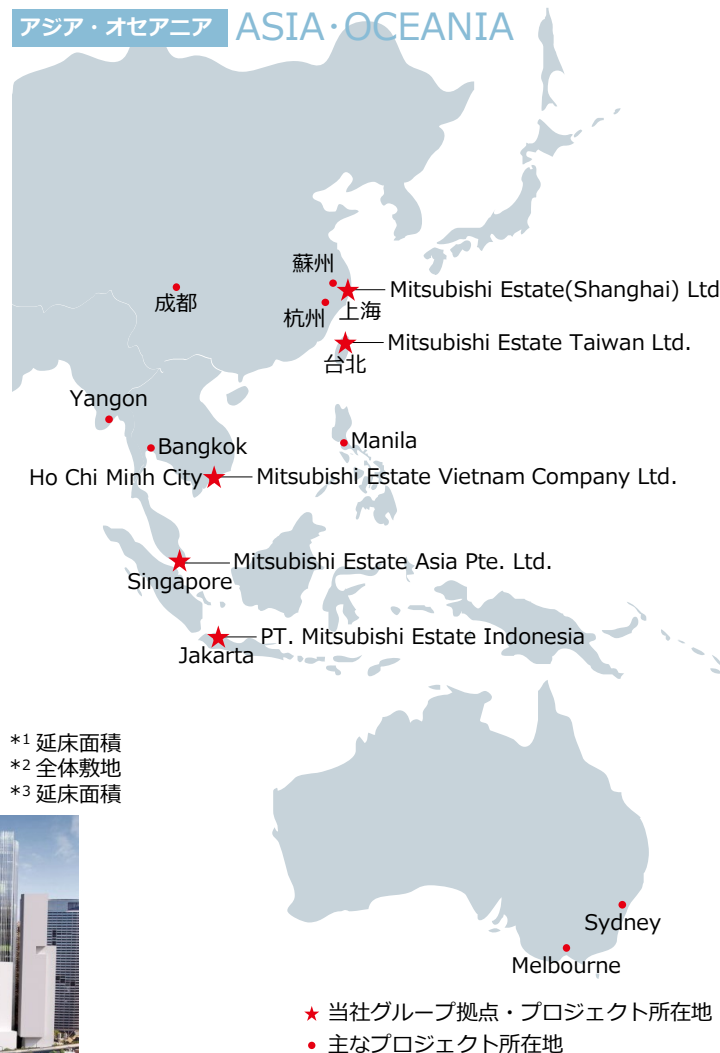 アジア・オセアニア ASIA・OCEANIA
蘇州
Mitsubishi Estate(Shanghai) Ltd
成都
杭州 上海
Mitsubishi Estate Taiwan Ltd.
台北
Yangon
Manila
Bangkok
Ho Chi Minh City Mitsubishi Estate Vietnam Company Ltd.
Mitsubishi Estate Asia Pte. Ltd.
Singapore
PT. Mitsubishi Estate Indonesia
Jakarta
*1 延床面積
*2 全体敷地
*3 延床面積
Sydney
Melbourne
★ 当社グループ拠点・プロジェクト所在地
● 主なプロジェクト所在地